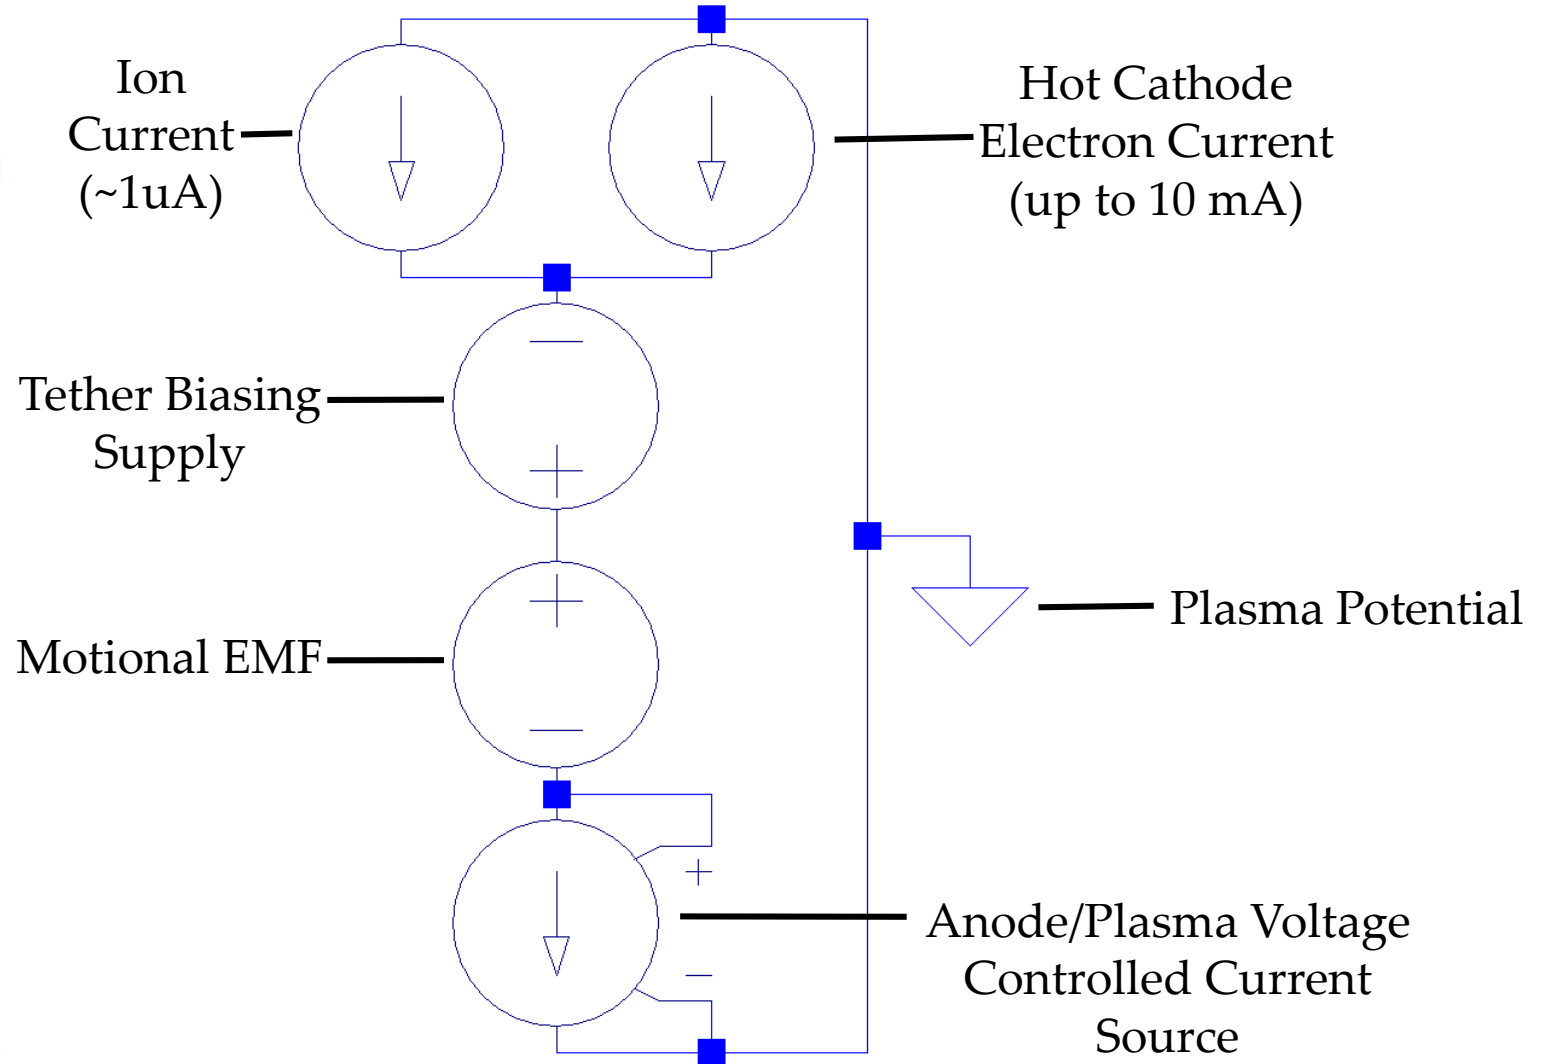 Ion
Current
(~1uA)
Hot Cathode
Electron Current
(up to 10 mA)
Tether Biasing
Supply
Motional EMF
Plasma Potential
Anode/Plasma Voltage
Controlled Current
Source